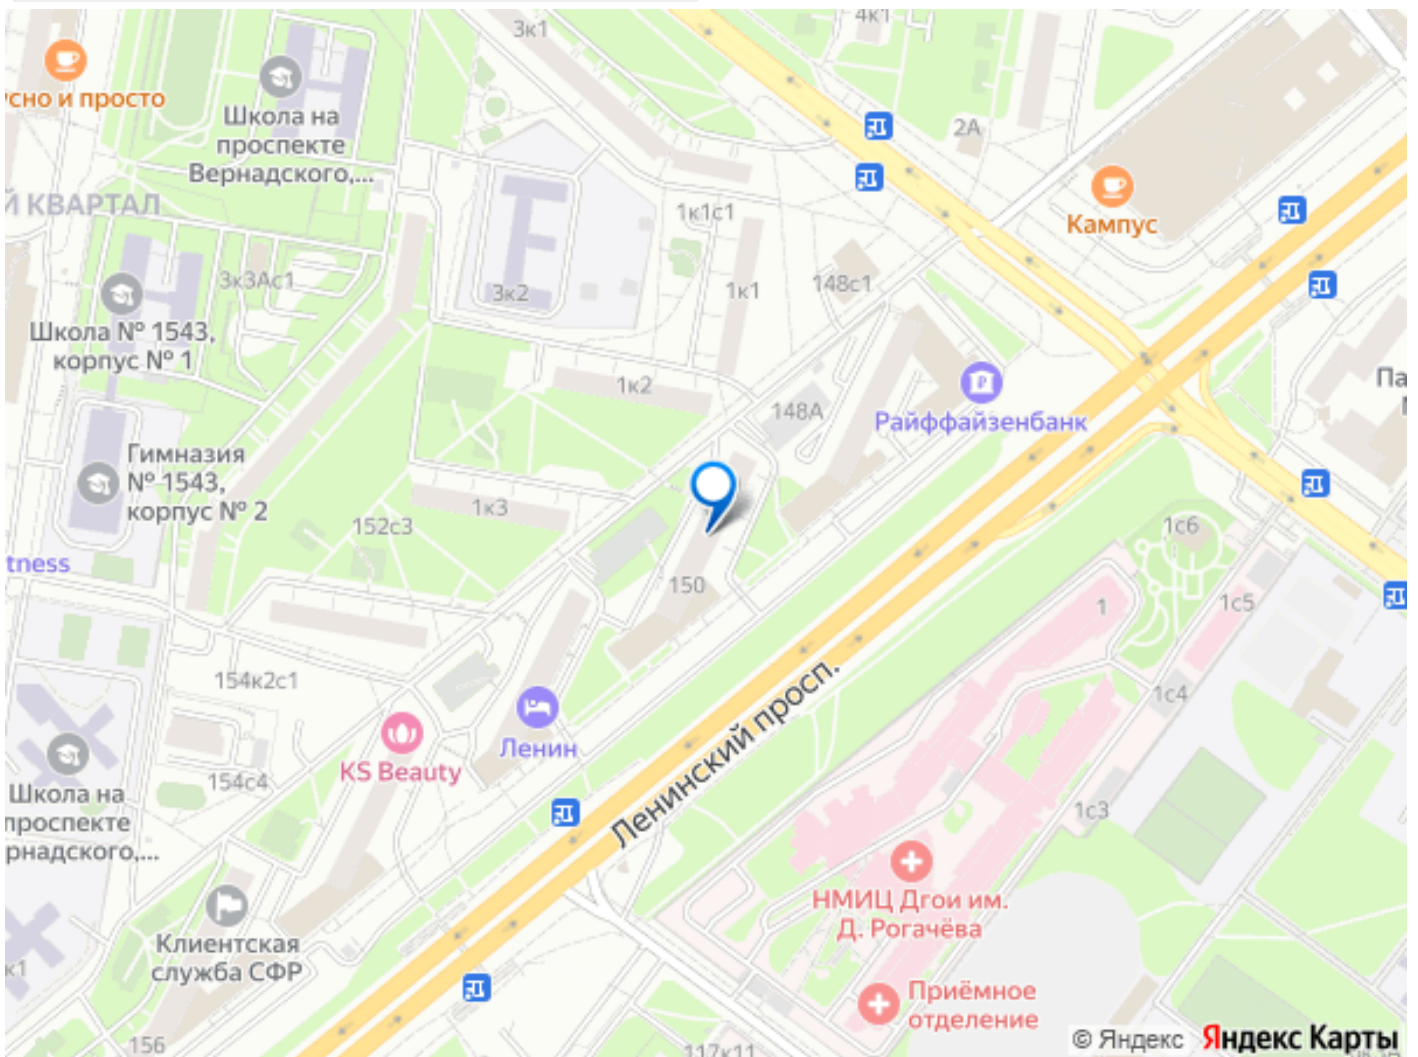 3к1
4к1
сно и просто
Школа на
проспекте
Вернадского,...
2А
Й КВАРТАЛ
1к1с1
Кампус
3к3Ас1
3к2
1к1
148с1
Школа № 1543,
корпус № 1
1к2
148А
Райффайзенбанк
Па
Гимназия
№ 1543,
корпус № 2
1к3
152с3
1с6
tness
150
1
1с5
154к2с1
1с4
Ленинский просп.
Ленин
KS Beauty
154с4
Школа на
проспекте
рнадского,...
1с3
НМИЦ Дгои им.
Д. Рогачёва
Клиентская
служба СФР
к1
Приёмное
отделение
156
117к11
© Яндекс Яндекс Карты